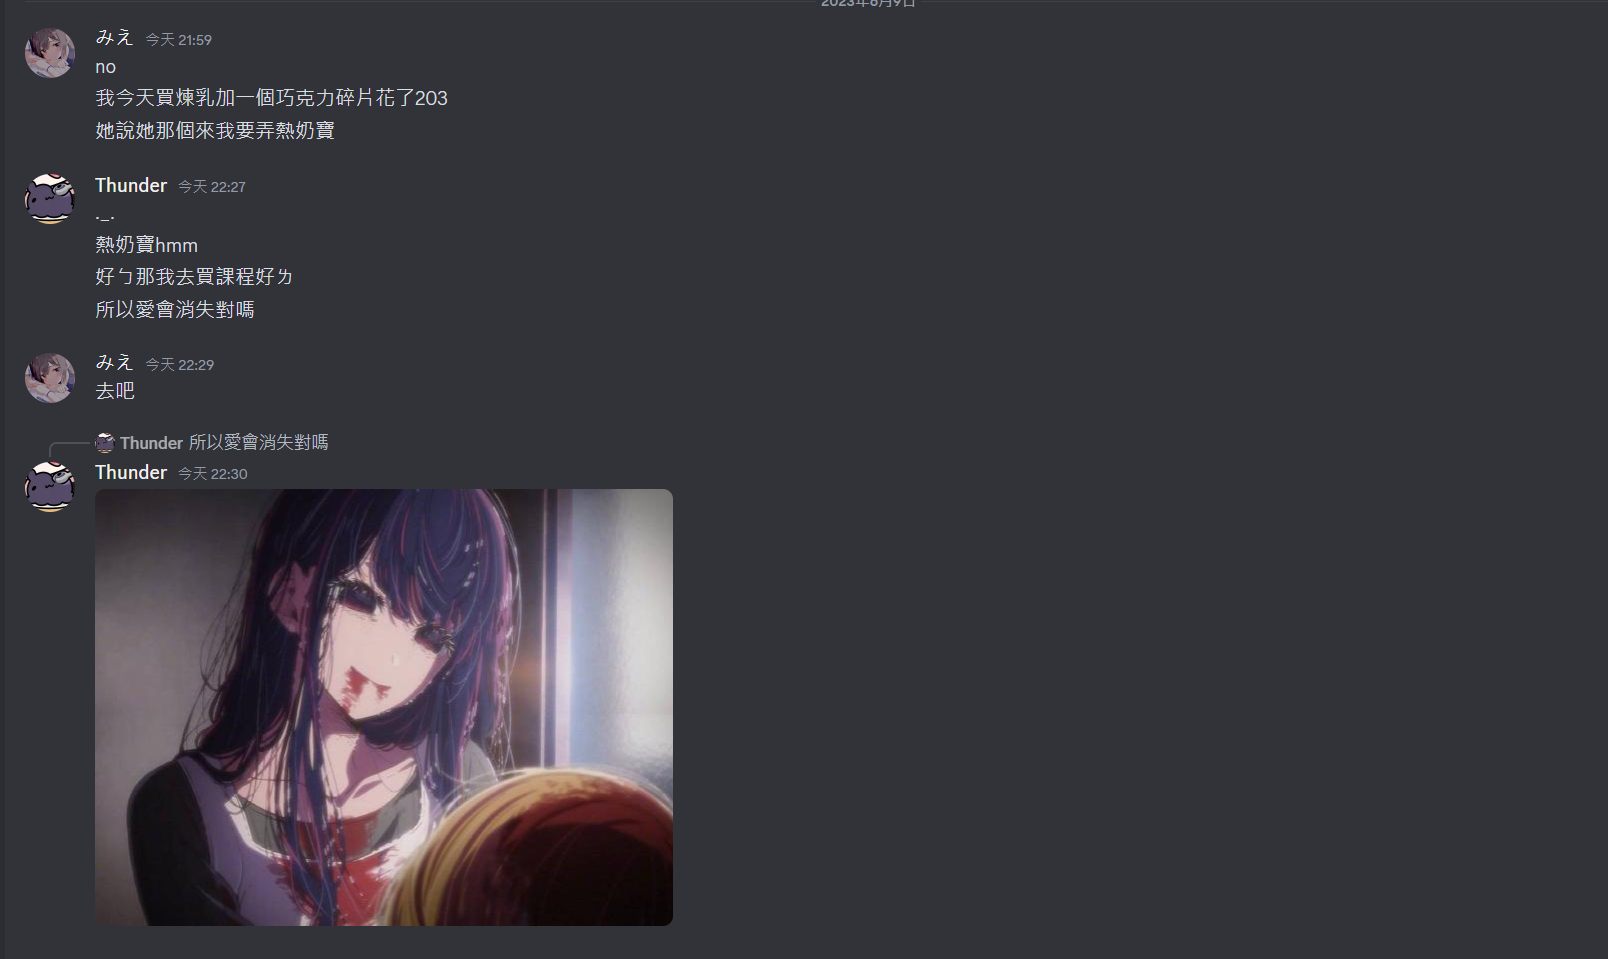 2023年6月9日
みえ 今天 21:59
no
我今天買煉乳加一個巧克力碎片花了203
她說她那個來我要弄熱奶寶
Thunder 今天 22:27
._.
熱奶寶hmm
好ㄅ那我去買課程好ㄌ
所以愛會消失對嗎
みえ 今天 22:29
去吧
Thunder 所以愛會消失對嗎
Thunder 今天 22:30